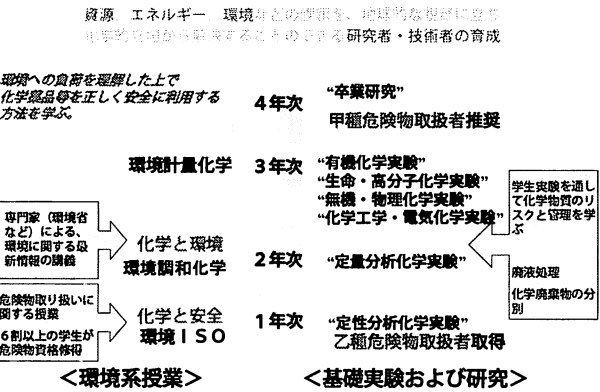 資源、エネルギー、環境などの課題を、地球的な視野に立ち
化学的立場から解決することのできる研究者・技術者の育成
環境への負荷を理解した上で
化学薬品等を正しく安全に利用する
方法を学ぶ。
4年次
“卒業研究”
甲種危険物取扱者推奨
環境計量化学
3年次
“有機化学実験”
“生命・高分子化学実験”
“無機・物理化学実験”
“化学工学・電気化学実験”
学生実験を通し
て化学物質のリ
スクと管理を学
ぶ
廃液処理
化学廃棄物の分
別
専門家（環境省
など）による、
環境に関する最
新情報の講義
化学と環境
環境調和化学
2年次
“定量分析化学実験”
危険物取り扱いに
関する授業
6割以上の学生が
危険物資格修得
化学と安全
環境ISO
1年次
“定性分析化学実験”
乙種危険物取扱者取得
＜環境系授業＞
＜基礎実験および研究＞